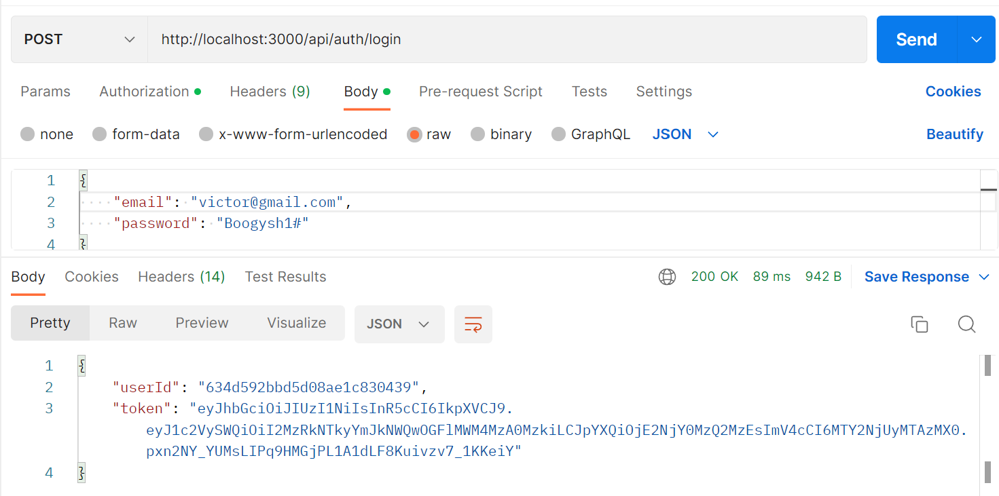 POST http://localhost:3000/api/auth/login Send
Params Authorization Headers (9) Body Pre-request Script Tests Settings Cookies
none form-data x-www-form-urlencoded raw binary GraphQL JSON Beautify
1 {
2 "email": "victor@gmail.com",
3 "password": "Boogysh1#"
4 }
Body Cookies Headers (14) Test Results 200 OK 89 ms 942 B Save Response
Pretty Raw Preview Visualize JSON
1 {
2 "userId": "634d592bbd5d08ae1c830439",
3 "token": "eyJhbGciOiJIUzI1NiIsInR5cCI6IkpXVCJ9.
eyJ1c2VySWQiOiI2MzRkNTkyYmJkNWQwOGFlMWM4MzA0MzkiLCJpYXQiOjE2NjY0MzQ2MzEsImV4cCI6MTY2NjUyMTAzMX0.
pxn2NY_YUMsLIPq9HMGjPL1A1dLF8Kuivzv7_1KKeiY"
4 }